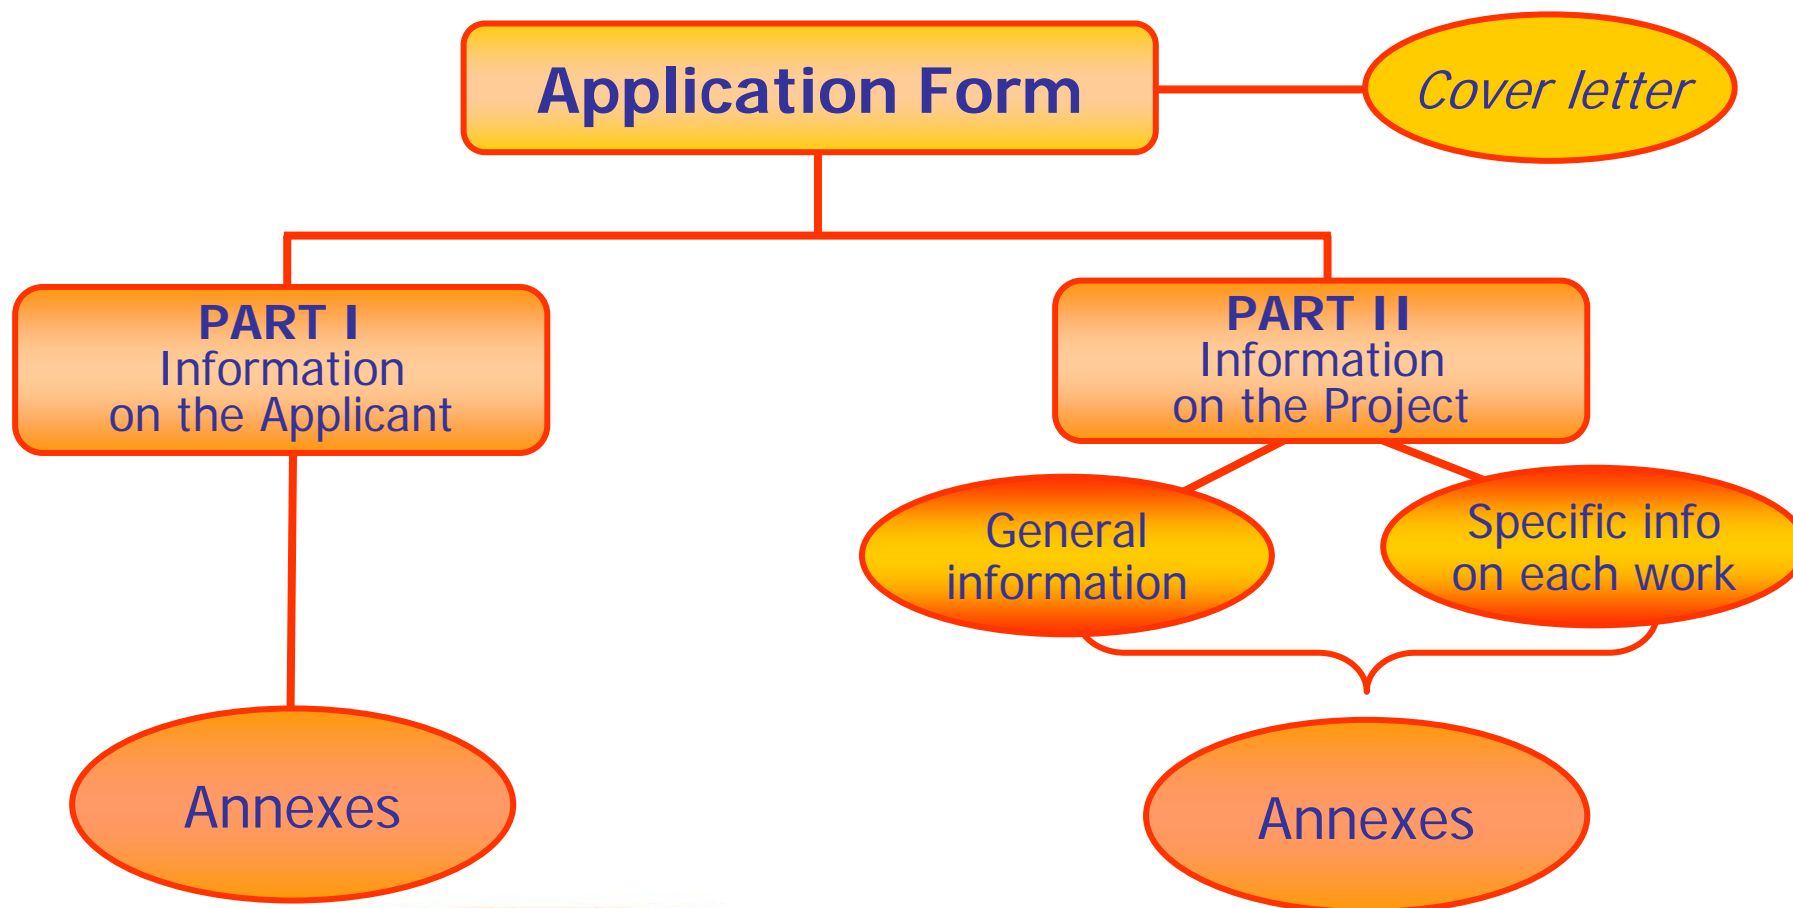 Application Form
Cover letter
PART I
Information
on the Applicant
PART II
Information
on the Project
General
information
Specific info
on each work
Annexes
Annexes